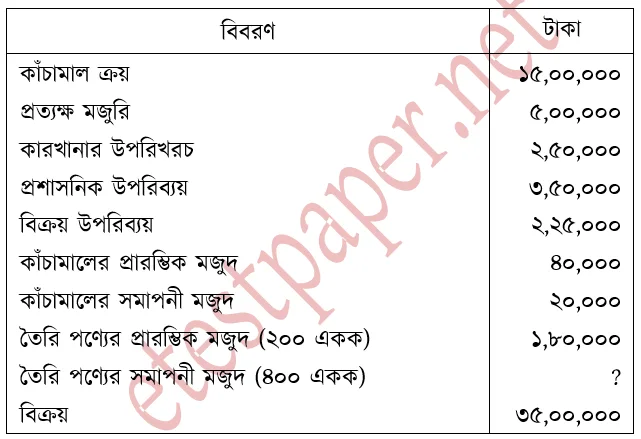 বিবরণ টাকা
কাঁচামাল ক্রয় ১৫,০০,০০০
প্রত্যক্ষ মজুরি ৫,০০,০০০
কারখানার উপরিখরচ ২,৫০,০০০
প্রশাসনিক উপরিব্যয় ৩,৫০,০০০
বিক্রয় উপরিব্যয় ২,২৫,০০০
কাঁচামালের প্রারম্ভিক মজুদ ৪০,০০০
কাঁচামালের সমাপনী মজুদ ২০,০০০
তৈরি পণ্যের প্রারম্ভিক মজুদ (২০০ একক) ১,৮০,০০০
তৈরি পণ্যের সমাপনী মজুদ (৪০০ একক) ?
বিক্রয় ৩৫,০০,০০০
etestpaper.net